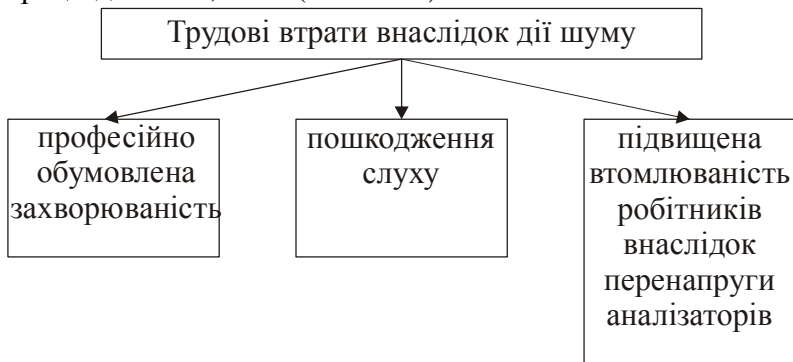 Трудові втрати внаслідок дії шуму
професійно
обумовлена
захворюваність
пошкодження
слуху
підвищена
втомлюваність
робітників
внаслідок
перенапруги
аналізаторів